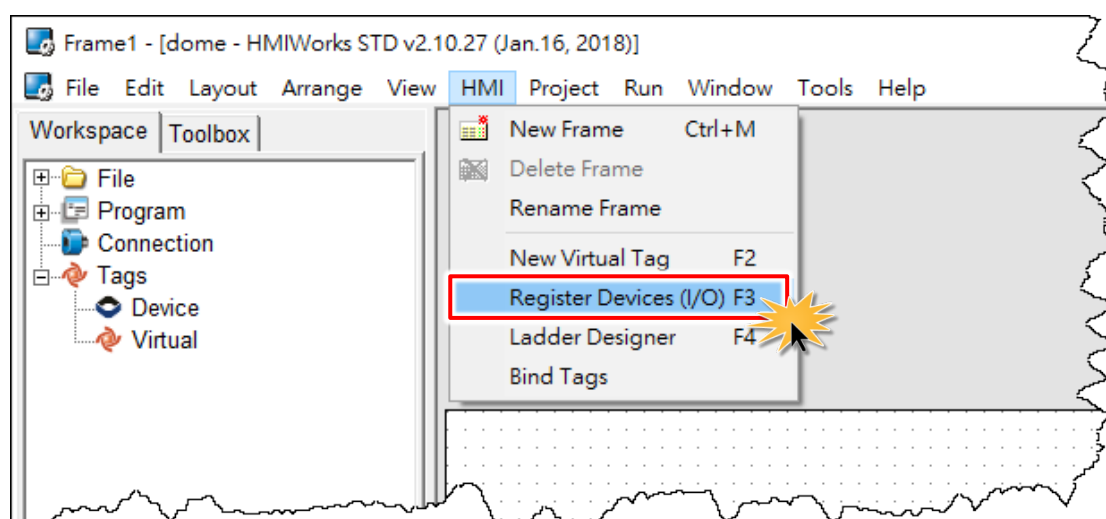 Frame1 - [dome - HMIWorks STD v2.10.27 (Jan.16, 2018)]
File Edit Layout Arrange View HMI Project Run Window Tools Help
Workspace Toolbox
File
Program
Connection
Tags
Device
Virtual
New Frame Ctrl+M
Delete Frame
Rename Frame
New Virtual Tag F2
Register Devices (I/O) F3
Ladder Designer F4
Bind Tags